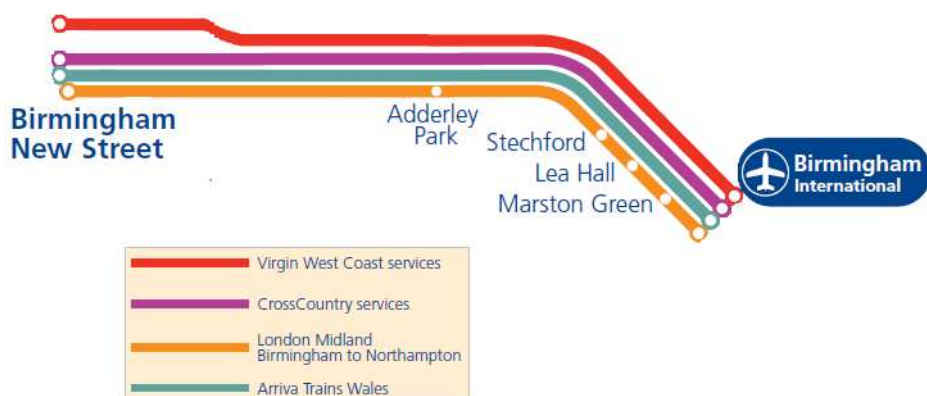 Birmingham
New Street
Adderley
Park
Stechford
Lea Hall
Marston Green
Birmingham
International
Virgin West Coast services
CrossCountry services
London Midland
Birmingham to Northampton
Arriva Trains Wales